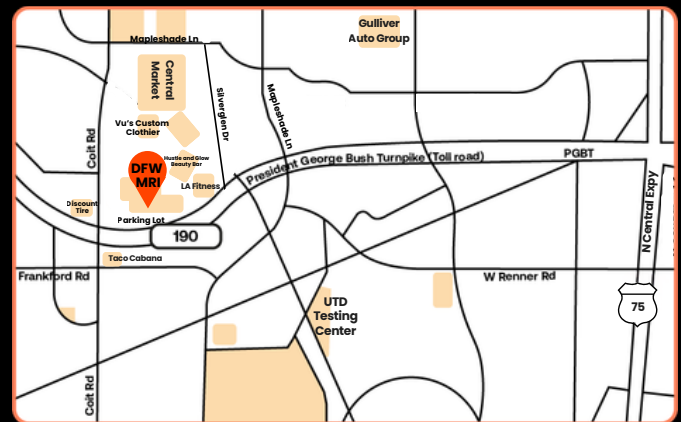 Gulliver
Auto Group
Mapleshade Ln
Central
Market
Silverglen Dr
Mapleshade Ln
Vu's Custom
Clothier
Coit Rd
Hustle and Glow
Beauty Bar
DFW
MRI
LA Fitness
President George Bush Turnpike (Toll road)
PGBT
Discount
Tire
Parking Lot
190
N Central Expy
Taco Cabana
Frankford Rd
W Renner Rd
75
UTD
Testing
Center
Coit Rd